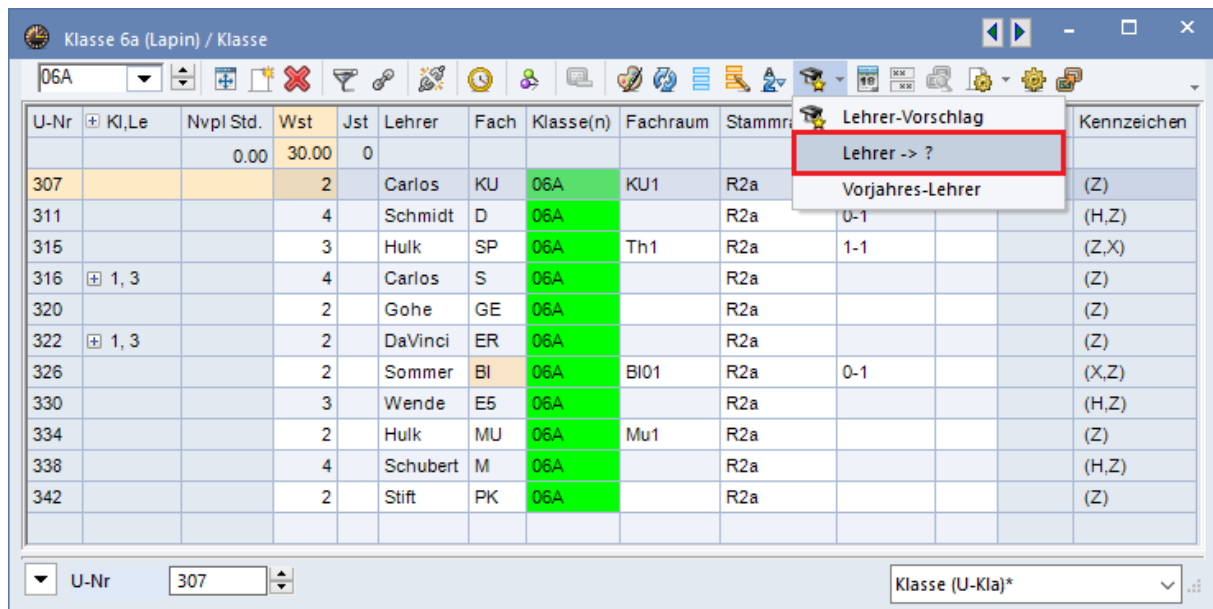 Klasse 6a (Lapin) / Klasse
06A
U-Nr Kl,Le Nvpl Std. Wst Jst Lehrer Fach Klasse(n) Fachraum Stammra Kennzeichen
Lehrer-Vorschlag
Lehrer -> ?
Vorjahres-Lehrer
0.00 30.00 0
307 2 Carlos KU 06A KU1 R2a (Z)
311 4 Schmidt D 06A R2a 0-1 (H,Z)
315 3 Hulk SP 06A Th1 R2a 1-1 (Z,X)
316 1, 3 4 Carlos S 06A R2a (Z)
320 2 Gohe GE 06A R2a (Z)
322 1, 3 2 DaVinci ER 06A R2a (Z)
326 2 Sommer BI 06A BI01 R2a 0-1 (X,Z)
330 3 Wende E5 06A R2a (H,Z)
334 2 Hulk MU 06A Mu1 R2a (Z)
338 4 Schubert M 06A R2a (H,Z)
342 2 Stift PK 06A R2a (Z)
U-Nr 307 Klasse (U-Kla)*